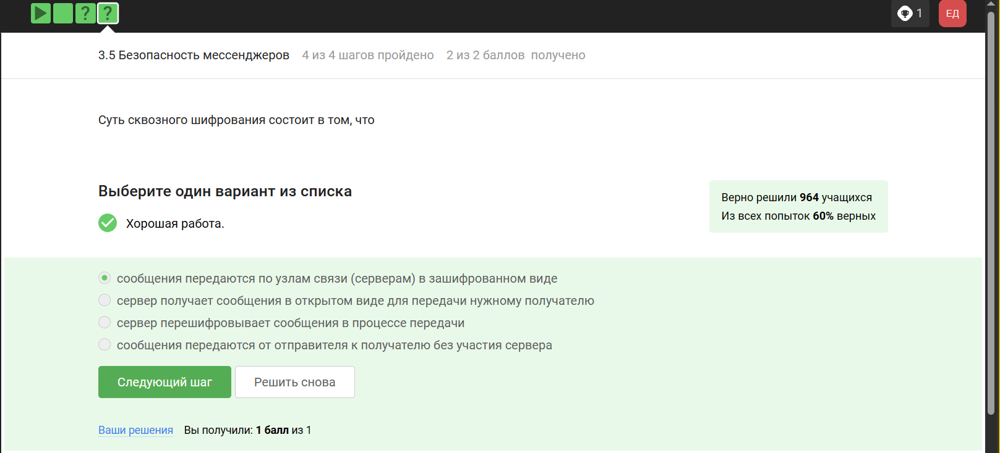 ? ?
1
ЕД
3.5 Безопасность мессенджеров 4 из 4 шагов пройдено 2 из 2 баллов получено
Суть сквозного шифрования состоит в том, что
Выберите один вариант из списка
Хорошая работа.
Верно решили 964 учащихся
Из всех попыток 60% верных
сообщения передаются по узлам связи (серверам) в зашифрованном виде
сервер получает сообщения в открытом виде для передачи нужному получателю
сервер перешифровывает сообщения в процессе передачи
сообщения передаются от отправителя к получателю без участия сервера
Следующий шаг Решить снова
Ваши решения Вы получили: 1 балл из 1